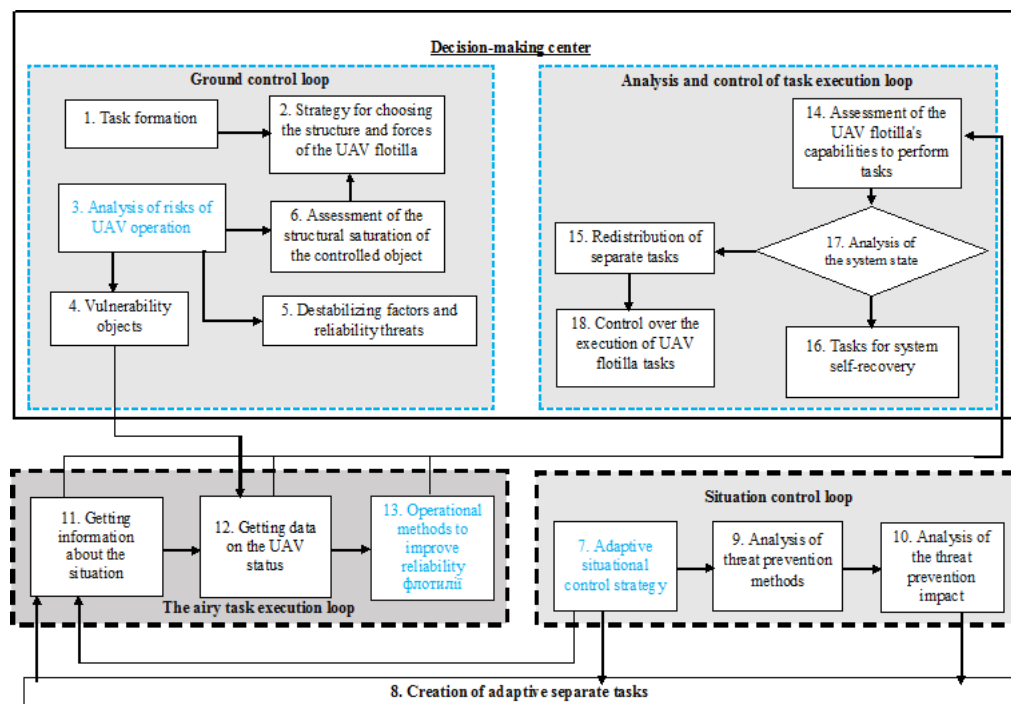 Decision-making center
Ground control loop
1. Task formation
2. Strategy for choosing
the structure and forces
of the UAV flotilla
3. Analysis of risks of
UAV operation
6. Assessment of the
structural saturation of
the controlled object
4. Vulnerability
objects
5. Destabilizing factors and
reliability threats
Analysis and control of task execution loop
14. Assessment of the
UAV flotilla's
capabilities to perform
tasks
15. Redistribution of
separate tasks
17. Analysis of
the system state
18. Control over the
execution of UAV
flotilla tasks
16. Tasks for system
self-recovery
11. Getting
information
about the
situation
12. Getting data
on the UAV
status
13. Operational
methods to
improve
reliability
флотилії
The airy task execution loop
Situation control loop
7. Adaptive
situational
control strategy
9. Analysis of
threat prevention
methods
10. Analysis of
the threat
prevention
impact
8. Creation of adaptive separate tasks